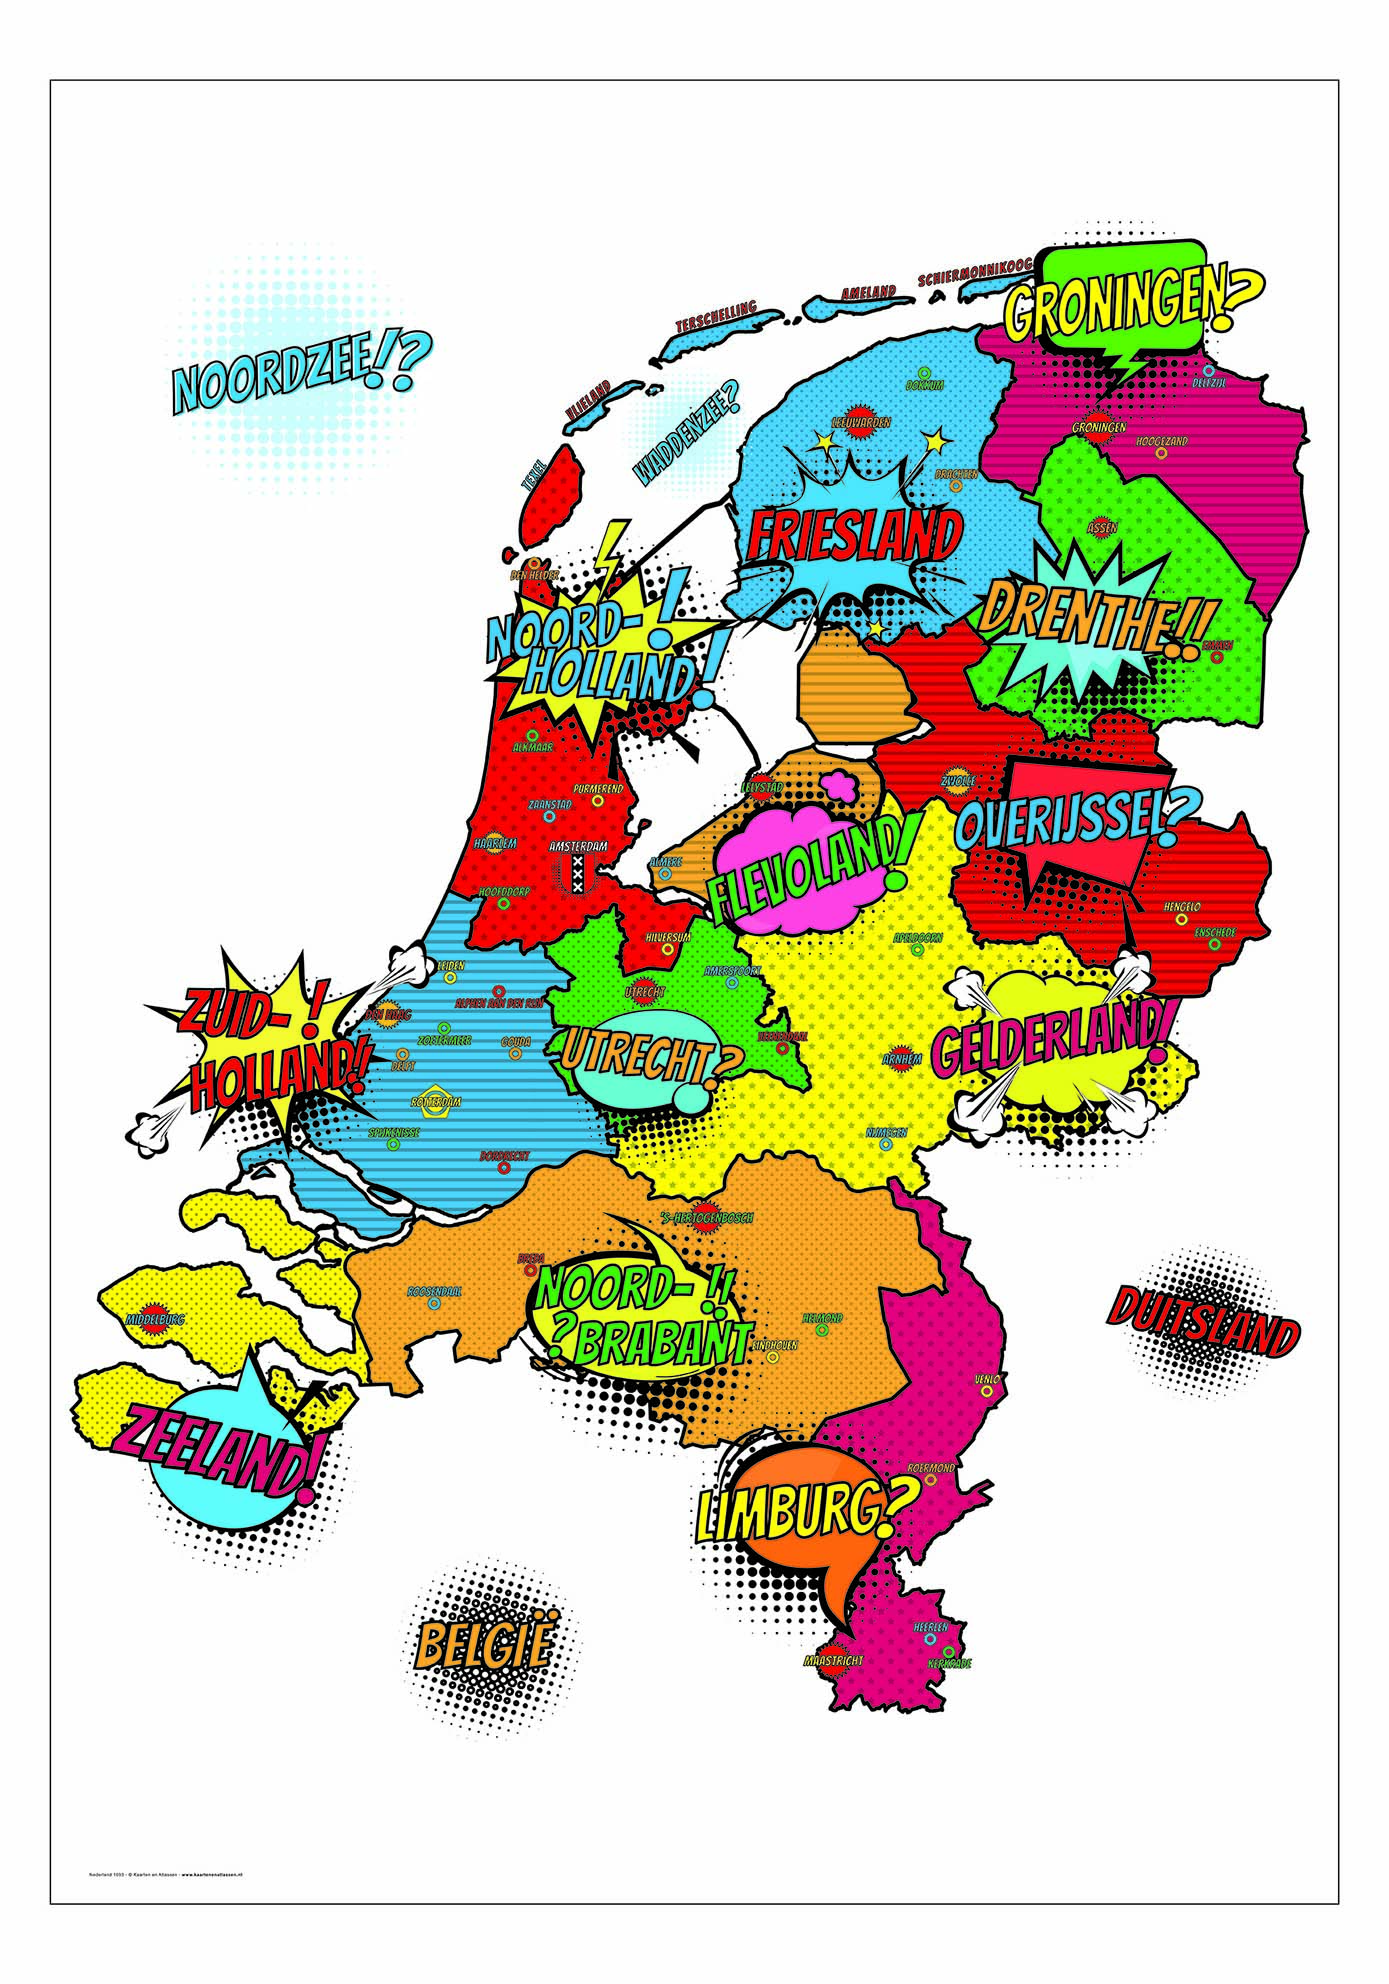 SCHIERMONNIKOOG
AMELAND
TERSCHELLING
GRONINGEN?
NOORDZEE!?
VLIELAND
WADDENZEE?
DOKKUM
DELFZIJL
LEEUWARDEN
GRONINGEN
HOOGEZAND
TEXEL
DRACHTEN
FRIESLAND
ASSEN
DEN HELDER
NOORD-!
HOLLAND!
DRENTHE!!
EMMEN
ALKMAAR
PURMEREND
ZAANSTAD
LELYSTAD
ZWOLLE
OVERIJSSEL?
HAARLEM
AMSTERDAM
XXX
ALMERE
FLEVOLAND!
HOOFDDORP
HENGELO
ENSCHEDE
HILVERSUM
APELDOORN
LEIDEN
AMERSFOORT
UTRECHT
ALPHEN AAN DEN RIJN
ZUID-!
HOLLAND!!
DEN HAAG
ZOETERMEER
GOUDA
DELFT
UTRECHT?
VEENENDAAL
ARNHEM
GELDERLAND!
ROTTERDAM
SPIJKENISSE
NIJMEGEN
DORDRECHT
'S-HERTOGENBOSCH
BREDA
ROOSENDAAL
NOORD-!!
?BRABANT
HELMOND
EINDHOVEN
MIDDELBURG
DUITSLAND
VENLO
ZEELAND!
ROERMOND
LIMBURG?
BELGIË
HEERLEN
MAASTRICHT
KERKRADE
Nederland 1093 - © Kaarten en Atlassen - www.kaartenenatlassen.nl